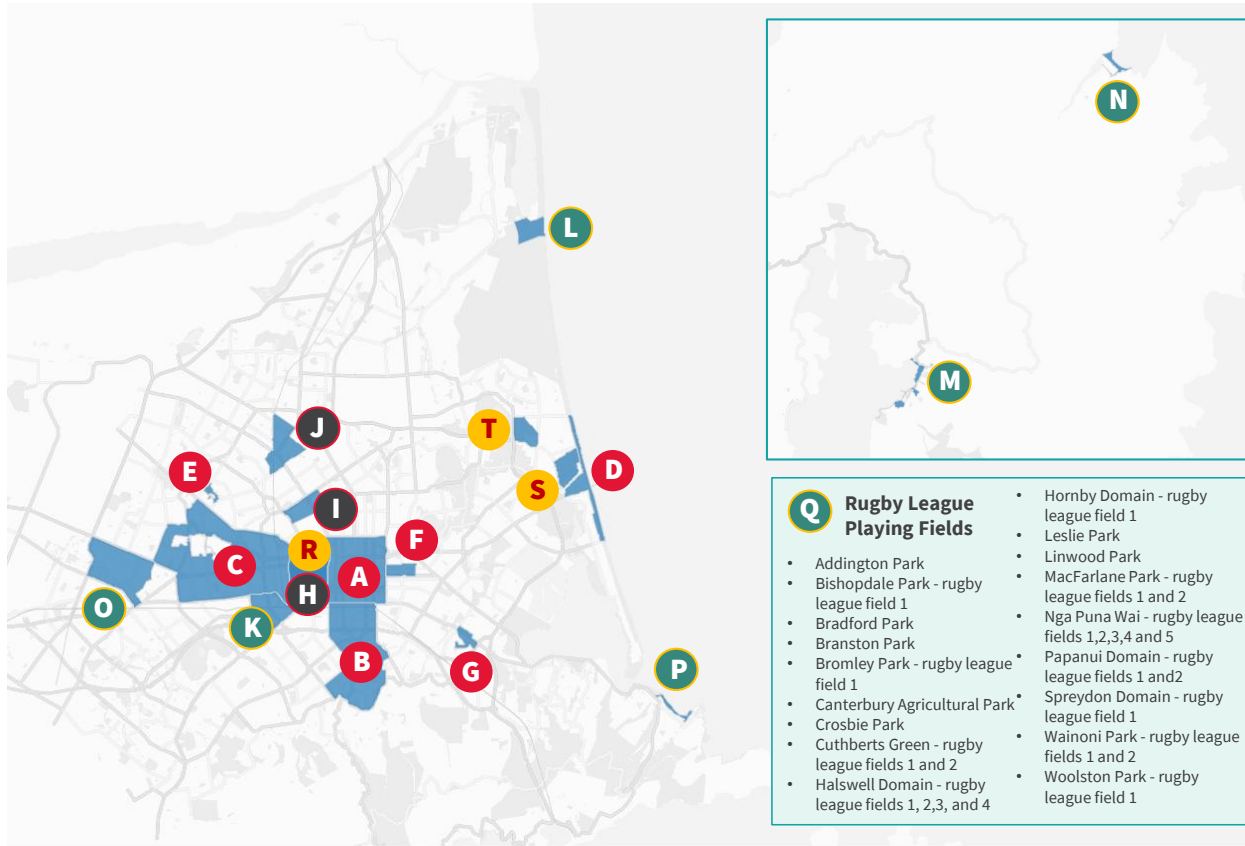 N
L
M
J
T
E
D
S
I
R
F
C
A
H
O
K
B
G
P
Q
Rugby League
Playing Fields
• Addington Park
• Bishopdale Park - rugby
league field 1
• Bradford Park
• Branston Park
• Bromley Park - rugby league
field 1
• Canterbury Agricultural Park
• Crosbie Park
• Cuthberts Green - rugby
league fields 1 and 2
• Halswell Domain - rugby
league fields 1, 2,3, and 4
• Hornby Domain - rugby
league field 1
• Leslie Park
• Linwood Park
• MacFarlane Park - rugby
league fields 1 and 2
• Nga Puna Wai - rugby league
fields 1,2,3,4 and 5
• Papanui Domain - rugby
league fields 1 and2
• Spreydon Domain - rugby
league field 1
• Wainoni Park - rugby league
fields 1 and 2
• Woolston Park - rugby
league field 1